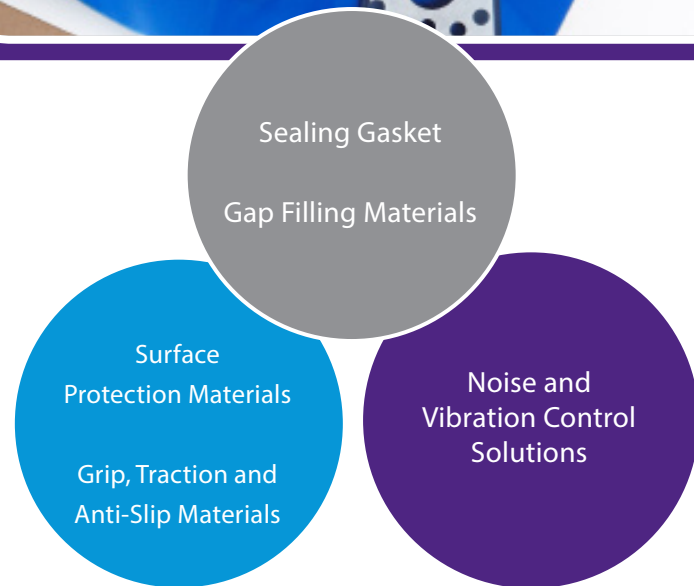 Sealing Gasket
Gap Filling Materials
Surface
Protection Materials
Grip, Traction and
Anti-Slip Materials
Noise and
Vibration Control
Solutions